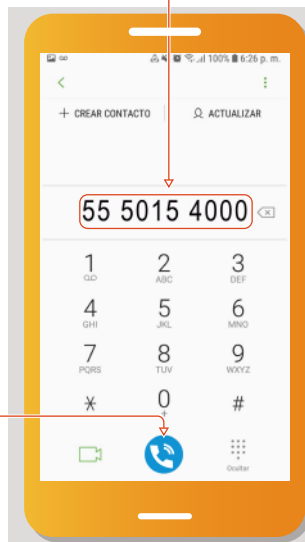 100% 6:26 p. m.
+ CREAR CONTACTO ACTUALIZAR
55 5015 4000
1 2 3
ABC DEF
4 5 6
GHI JKL MNO
7 8 9
PQRS TUV WXYZ
* 0 #
+
Ocultar